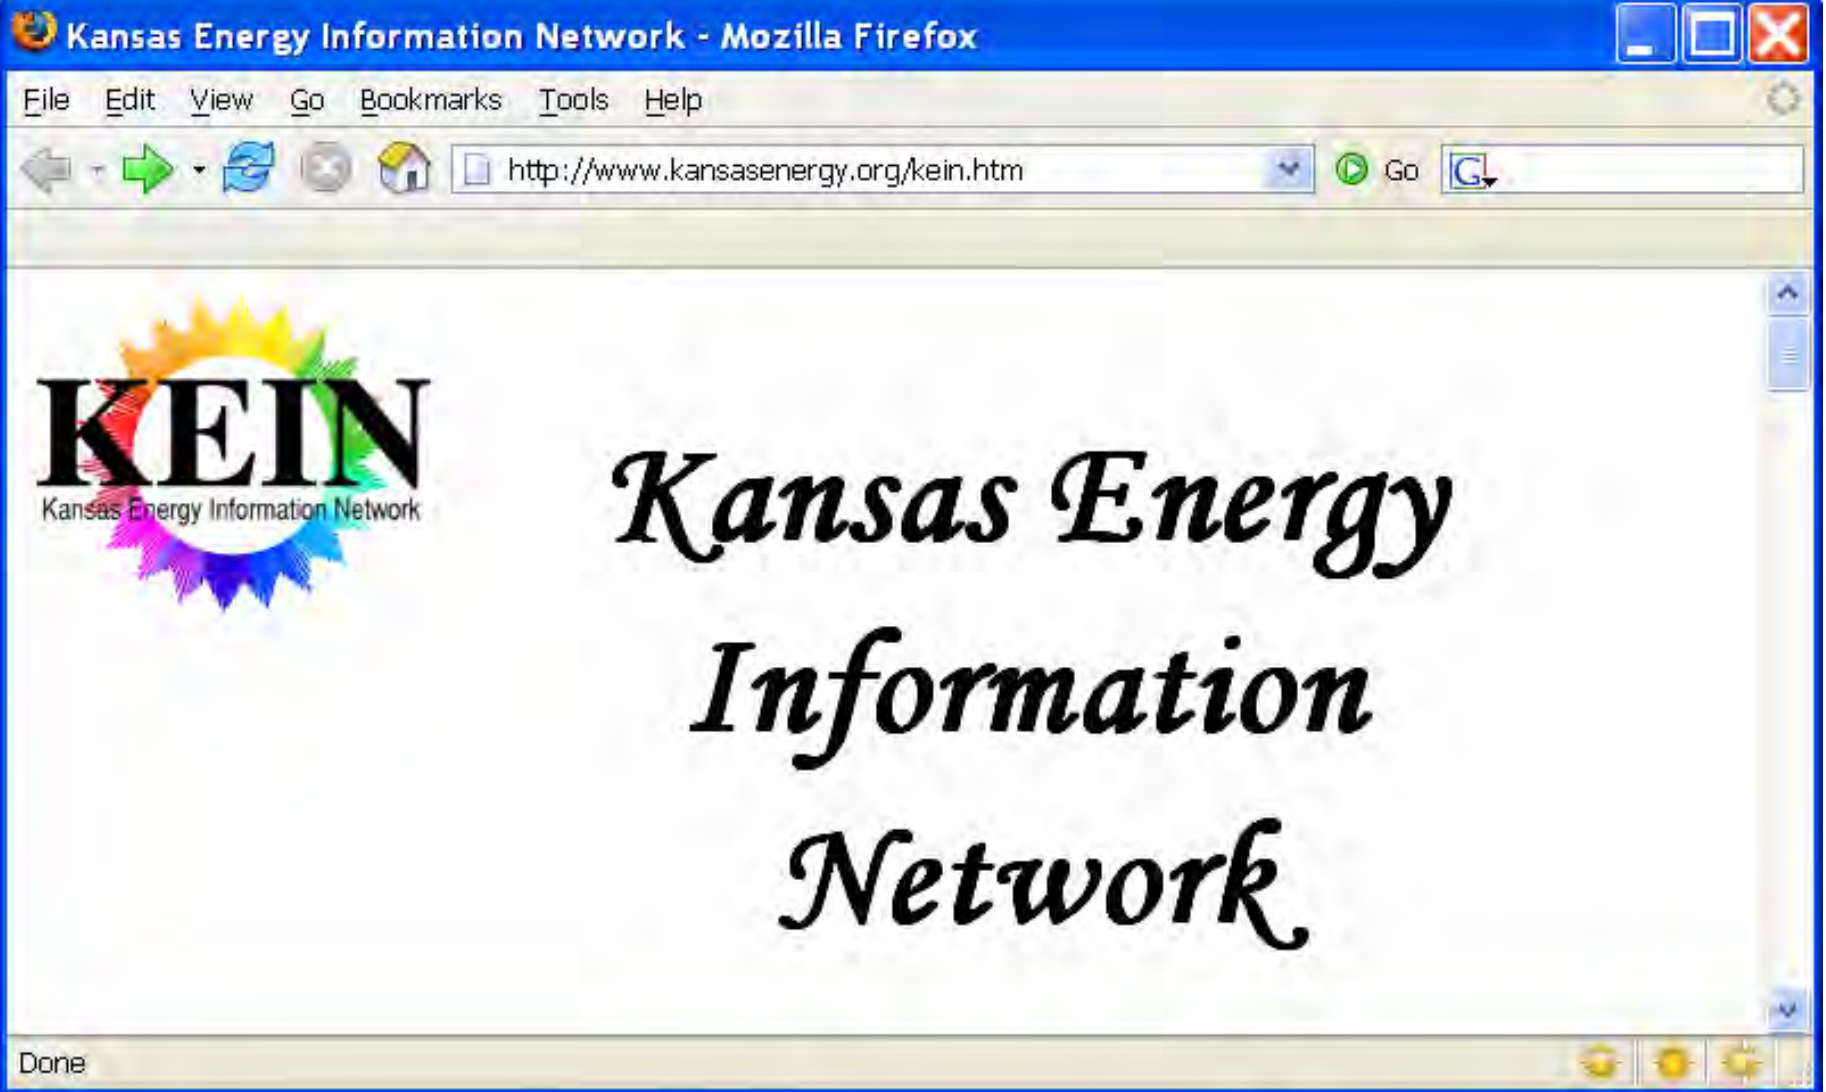 Kansas Energy Information Network - Mozilla Firefox
File Edit View Go Bookmarks Tools Help
http://www.kansasenergy.org/kein.htm Go G
KEIN
Kansas Energy Information Network
Kansas Energy
Information
Network
Done